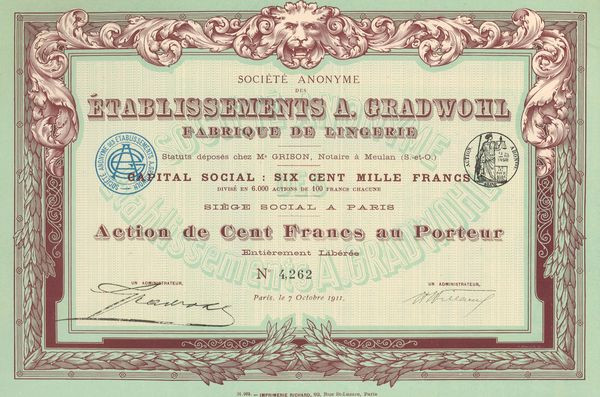 SOCIÉTÉ ANONYME
DES
ÉTABLISSEMENTS A. GRADWOHL
FABRIQUE DE LINGERIE
Statuts déposés chez Me GRISON, Notaire à Meulan (S.-et-O.)
CAPITAL SOCIAL : SIX CENT MILLE FRANCS
DIVISÉ EN 6.000 ACTIONS DE 100 FRANCS CHACUNE
SIÈGE SOCIAL A PARIS
Action de Cent Francs au Porteur
Entièrement Libérée
No 4,262
UN ADMINISTRATEUR,
UN ADMINISTRATEUR,
Paris, le 7 Octobre 1911.
IMPRIMERIE RICHARD, Rue St-Lazare, Paris